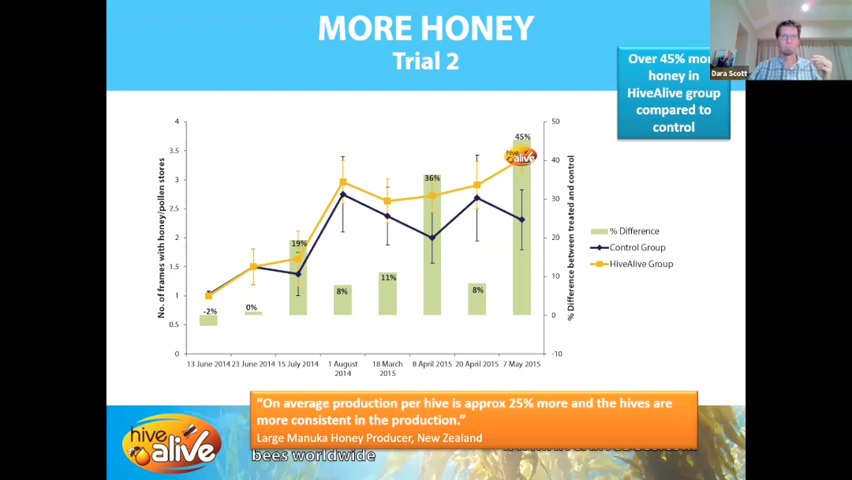 MORE HONEY
Trial 2
Over 45% mor
honey in
HiveAlive group
compared to
control
Dara Scott
4
3.5
3
2.5
2
1.5
1
0.5
0
No. of frames with honey/pollen stores
50
40
30
20
10
0
-10
% Difference between treated and control
-2%
0%
19%
8%
11%
36%
8%
45%
hive
alive
% Difference
Control Group
HiveAlive Group
13 June 2014 23 June 2014 15 July 2014 1 August 18 March 8 April 2015 20 April 2015 7 May 2015
2014 2015
"On average production per hive is approx 25% more and the hives are
more consistent in the production."
Large Manuka Honey Producer, New Zealand
hive
alive
bees worldwide